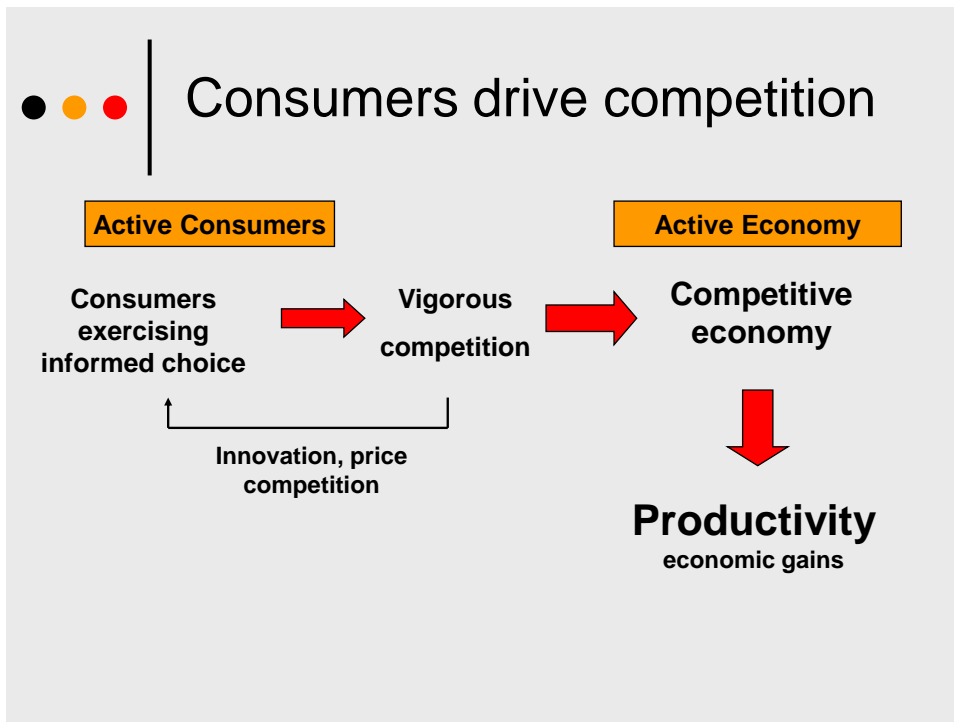 Consumers drive competition
Active Consumers
Active Economy
Consumers
exercising
informed choice
Vigorous
competition
Competitive
economy
Innovation, price
competition
Productivity
economic gains